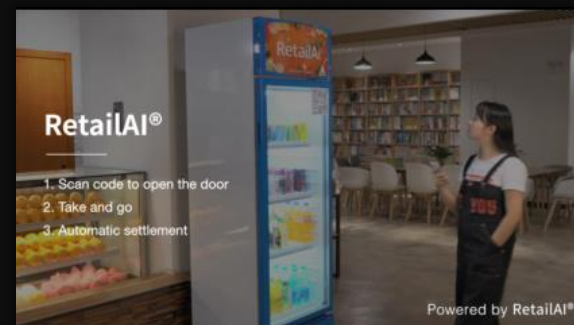 RetailAI
RetailAI®
1. Scan code to open the door
2. Take and go
3. Automatic settlement
Powered by RetailAI®